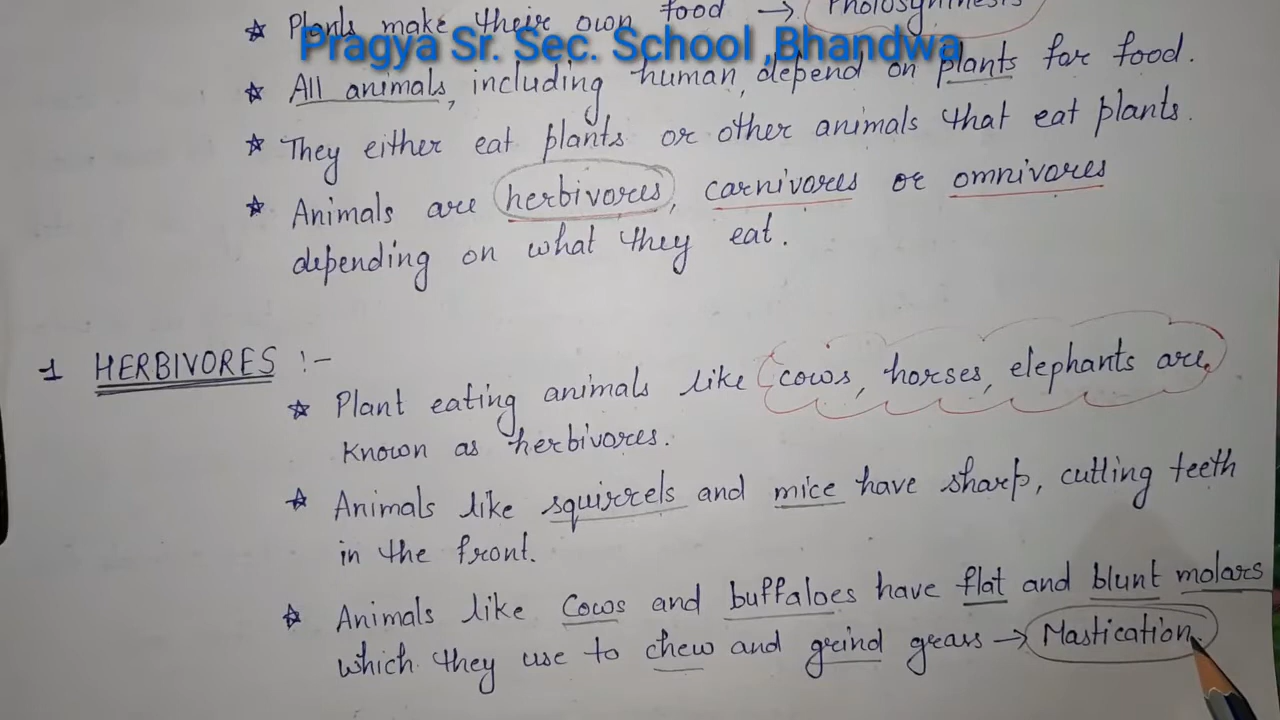 ☆ Plants make their own food → Photosynthesis
Pragya Sr. Sec. School ,Bhandwa
☆ All animals, including human, depend on plants for food.
☆ They either eat plants or other animals that eat plants.
☆ Animals are herbivores, carnivores or omnivores
depending on what they eat.
1 HERBIVORES :-
☆ Plant eating animals like cows, horses, elephants are
known as herbivores.
☆ Animals like squirrels and mice have sharp, cutting teeth
in the front.
☆ Animals like cows and buffaloes have flat and blunt molars
which they use to chew and grind grass → Mastication